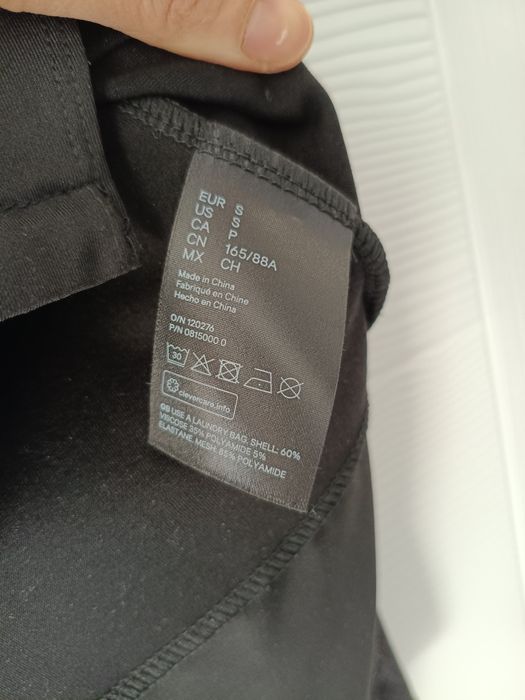 EUR S
US S
CA P
CN 165/88A
MX CH
Made in China
Fabriqué en Chine
Hecho en China
O/N 120276
P/N 0815000 0
30
clevercare.info
GB USE A LAUNDRY BAG. SHELL: 60%
VISCOSE 35% POLYAMIDE 5%
ELASTANE. MESH: 85% POLYAMIDE